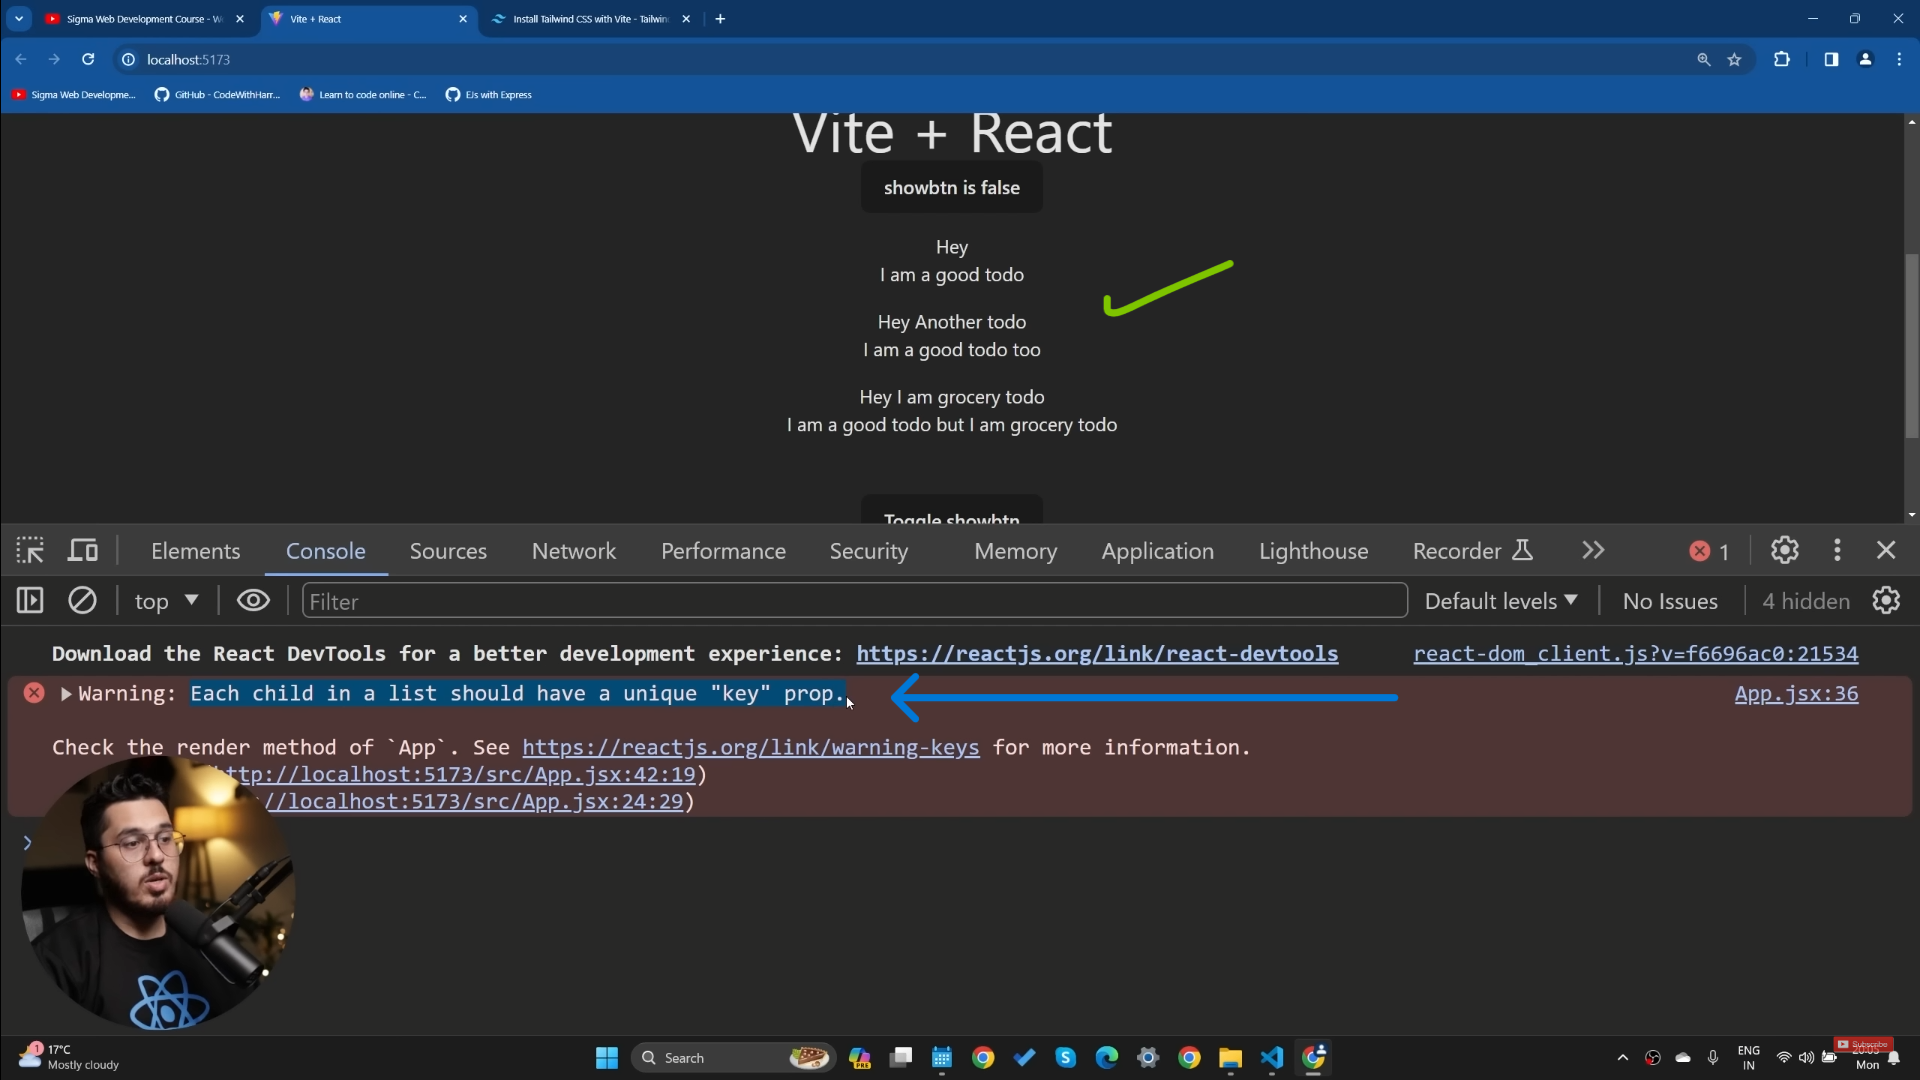 Sigma Web Development Course - W
Vite + React
Install Tailwind CSS with Vite - Tailwin
localhost:5173
Sigma Web Developme...
GitHub - CodeWithHarr...
Learn to code online - C...
EJs with Express
Vite + React
showbtn is false
Hey
I am a good todo
Hey Another todo
I am a good todo too
Hey I am grocery todo
I am a good todo but I am grocery todo
Toggle showbtn
Elements
Console
Sources
Network
Performance
Security
Memory
Application
Lighthouse
Recorder
1
top
Filter
Default levels
No Issues
4 hidden
Download the React DevTools for a better development experience: https://reactjs.org/link/react-devtools
react-dom_client.js?v=f6696ac0:21534
Warning: Each child in a list should have a unique "key" prop.
App.jsx:36
Check the render method of `App`. See https://reactjs.org/link/warning-keys for more information.
ttp://localhost:5173/src/App.jsx:42:19)
//localhost:5173/src/App.jsx:24:29)
1
17°C
Mostly cloudy
Search
PRE
ENG
IN
Subscribe
Mon